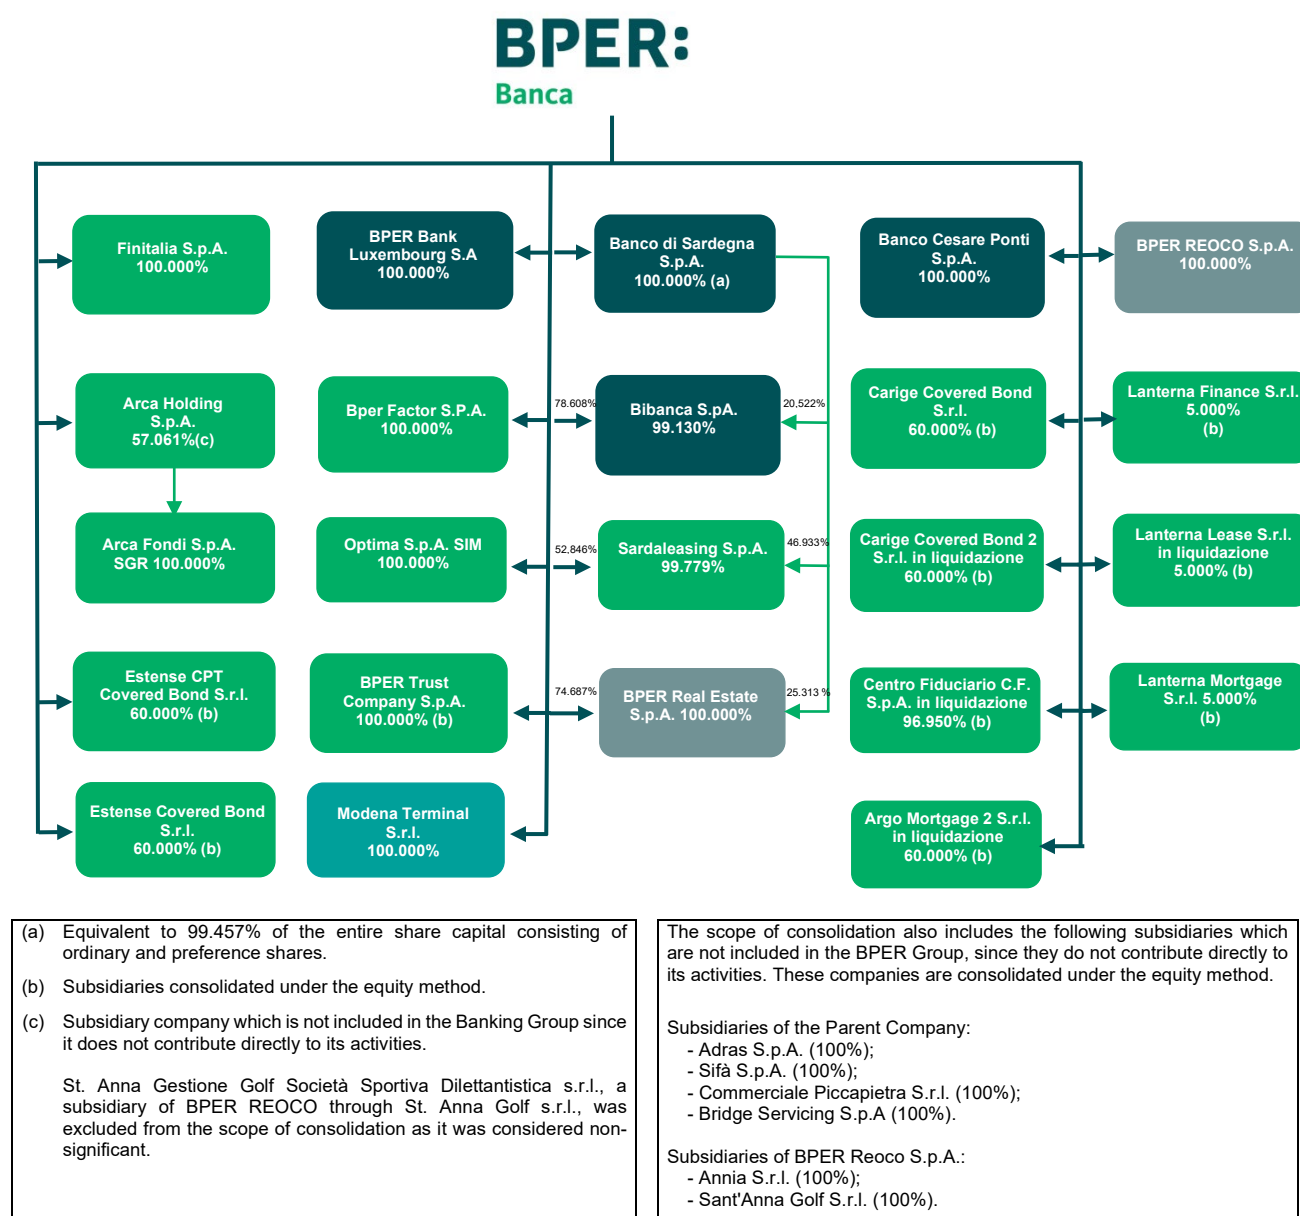 BPER:
Banca
Finitalia S.p.A.
100.000%
BPER Bank
Luxembourg S.A
100.000%
Banco di Sardegna
S.p.A.
100.000% (a)
Banco Cesare Ponti
S.p.A.
100.000%
BPER REOCO S.p.A.
100.000%
Arca Holding
S.p.A.
57.061%(c)
Bper Factor S.P.A.
100.000%
78.608%
Bibanca S.pA.
99.130%
20,522%
Carige Covered Bond
S.r.l.
60.000% (b)
Lanterna Finance S.r.l.
5.000%
(b)
Arca Fondi S.p.A.
SGR 100.000%
Optima S.p.A. SIM
100.000%
52,846%
Sardaleasing S.p.A.
99.779%
46.933%
Carige Covered Bond 2
S.r.l. in liquidazione
60.000% (b)
Lanterna Lease S.r.l.
in liquidazione
5.000% (b)
Estense CPT
Covered Bond S.r.l.
60.000% (b)
BPER Trust
Company S.p.A.
100.000% (b)
74.687%
BPER Real Estate
S.p.A. 100.000%
25.313 %
Centro Fiduciario C.F.
S.p.A. in liquidazione
96.950% (b)
Lanterna Mortgage
S.r.l. 5.000%
(b)
Estense Covered Bond
S.r.l.
60.000% (b)
Modena Terminal
S.r.l.
100.000%
Argo Mortgage 2 S.r.l.
in liquidazione
60.000% (b)
(a) Equivalent to 99.457% of the entire share capital consisting of
ordinary and preference shares.
(b) Subsidiaries consolidated under the equity method.
(c) Subsidiary company which is not included in the Banking Group since
it does not contribute directly to its activities.
St. Anna Gestione Golf Società Sportiva Dilettantistica s.r.l., a
subsidiary of BPER REOCO through St. Anna Golf s.r.l., was
excluded from the scope of consolidation as it was considered non-
significant.
The scope of consolidation also includes the following subsidiaries which
are not included in the BPER Group, since they do not contribute directly to
its activities. These companies are consolidated under the equity method.
Subsidiaries of the Parent Company:
- Adras S.p.A. (100%);
- Sifà S.p.A. (100%);
- Commerciale Piccapietra S.r.l. (100%);
- Bridge Servicing S.p.A (100%).
Subsidiaries of BPER Reoco S.p.A.:
- Annia S.r.l. (100%);
- Sant'Anna Golf S.r.l. (100%).